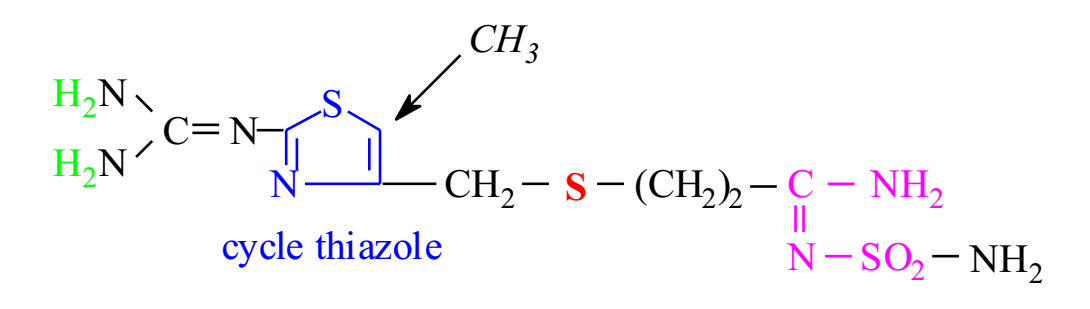 CH3
H2N
S
C=N
H2N
N
CH2 – S – (CH2)2 – C – NH2
cycle thiazole
N – SO2 – NH2